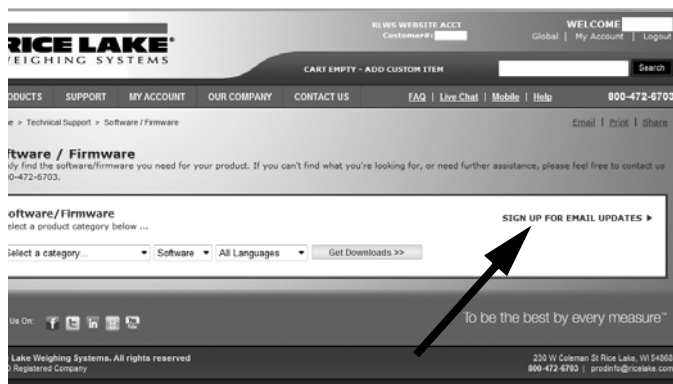 RICE LAKE®
WEIGHING SYSTEMS
RLWS WEBSITE ACCT
Customer#:
WELCOME
Global | My Account | Logout
CART EMPTY - ADD CUSTOM ITEM
Search
ODUCTS SUPPORT MY ACCOUNT OUR COMPANY CONTACT US FAQ | Live Chat | Mobile | Help 800-472-6703
e > Technical Support > Software / Firmware
Email | Print | Share
ftware / Firmware
kly find the software/firmware you need for your product. If you can't find what you're looking for, or need further assistance, please feel free to contact us
0-472-6703.
oftware/Firmware
elect a product category below ...
SIGN UP FOR EMAIL UPDATES ▶
Select a category... Software All Languages Get Downloads >>
Us On:
To be the best by every measure™
Lake Weighing Systems. All rights reserved
Registered Company
230 W Coleman St Rice Lake, WI 54868
800-472-6703 | prodinfo@ricelake.com